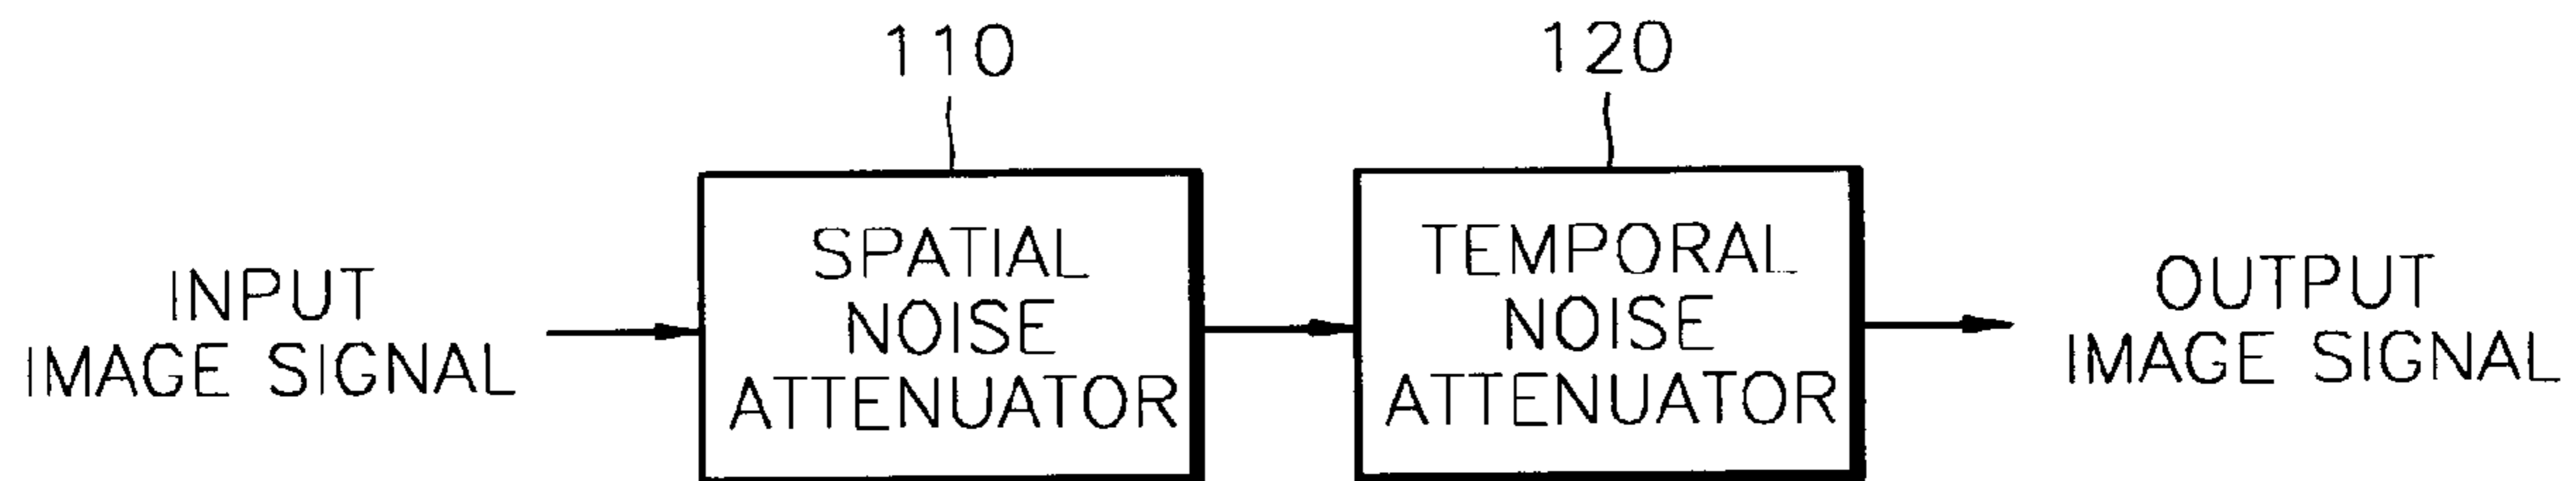 110
120
INPUT
IMAGE SIGNAL
SPATIAL
NOISE
ATTENUATOR
TEMPORAL
NOISE
ATTENUATOR
OUTPUT
IMAGE SIGNAL